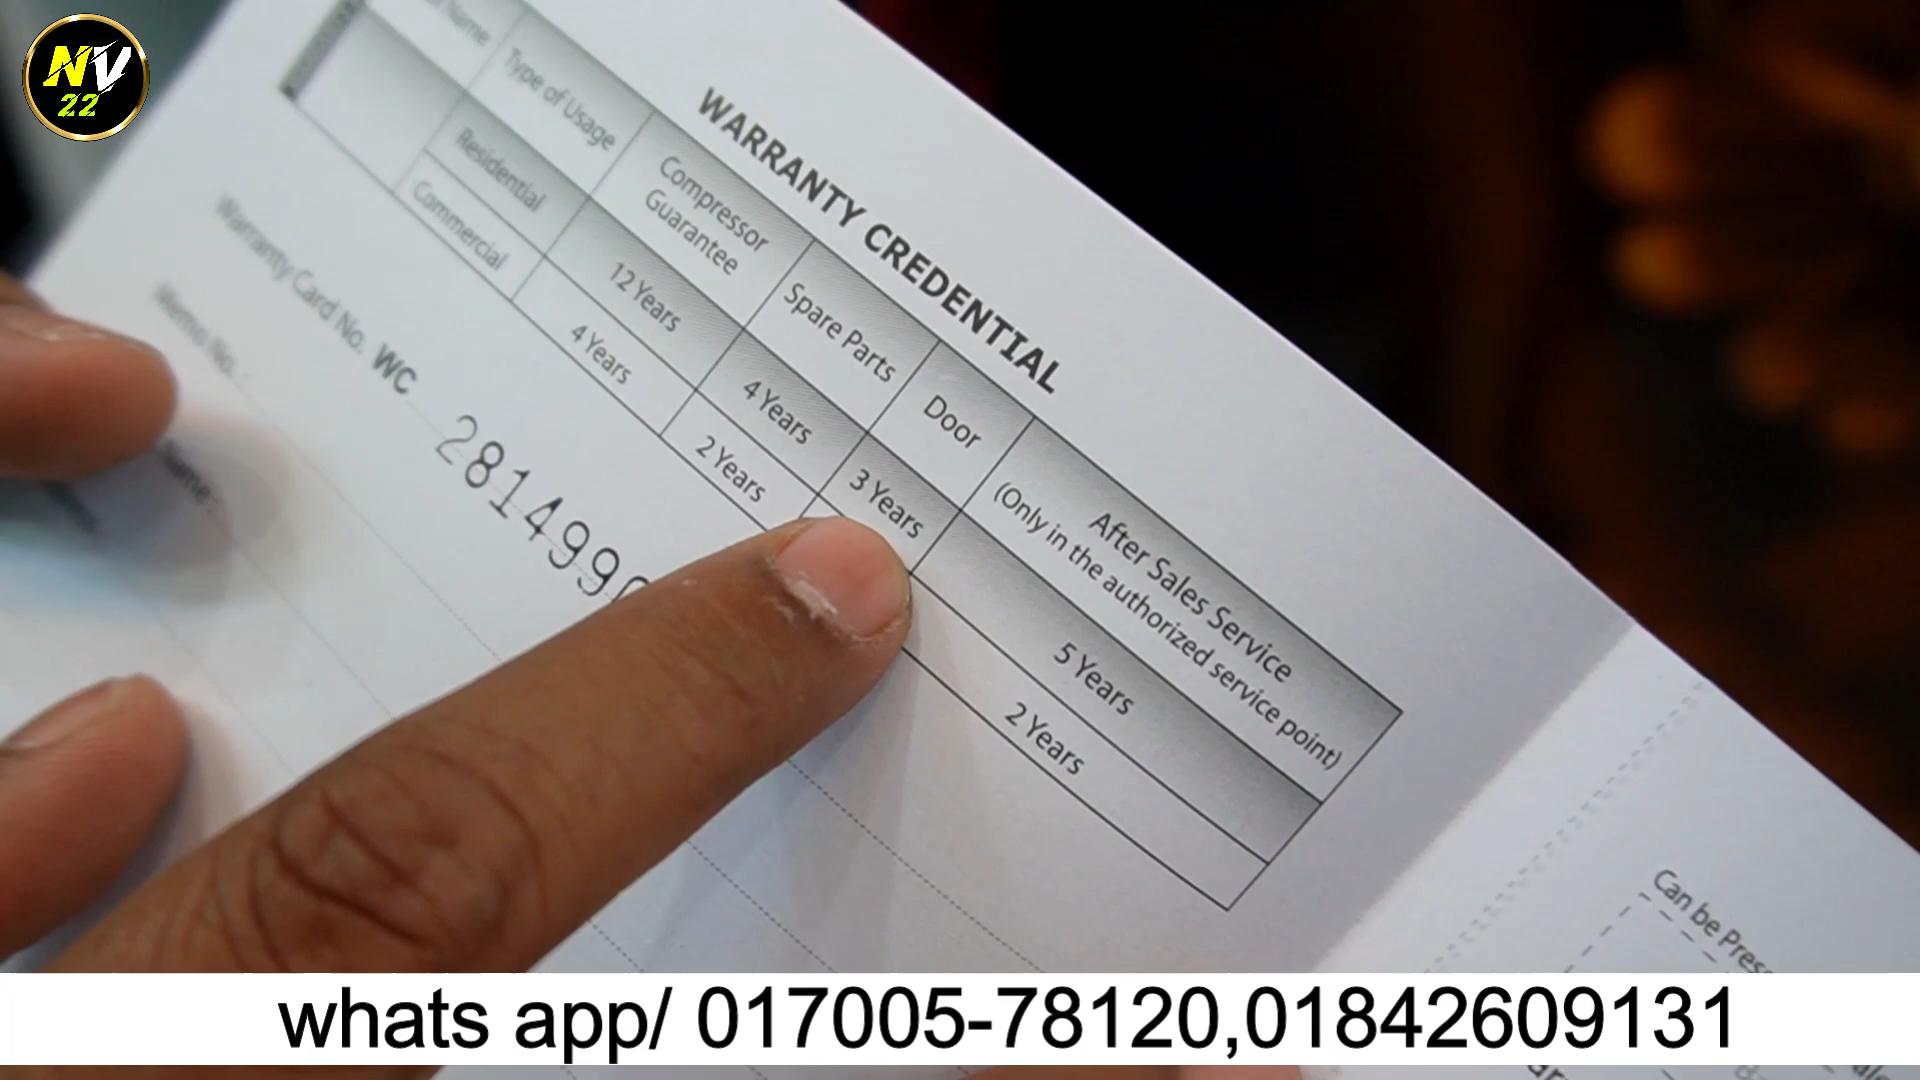 NV
22
WARRANTY CREDENTIAL
Name
Type of Usage
Compressor
Guarantee
Spare Parts
Door
After Sales Service
(Only in the authorized service point)
Residential
12 Years
4 Years
3 Years
5 Years
Commercial
4 Years
2 Years
2 Years
Warranty Card No. WC 281499
Memo No.
Name:
Can be
whats app/ 017005-78120,01842609131